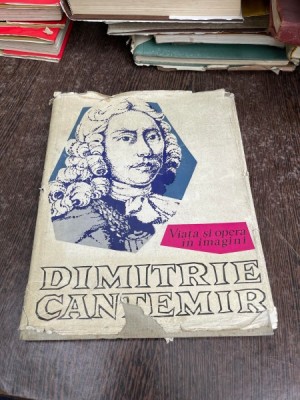 Viața și opera
în imagini
DIMITRIE
CANTEMIR